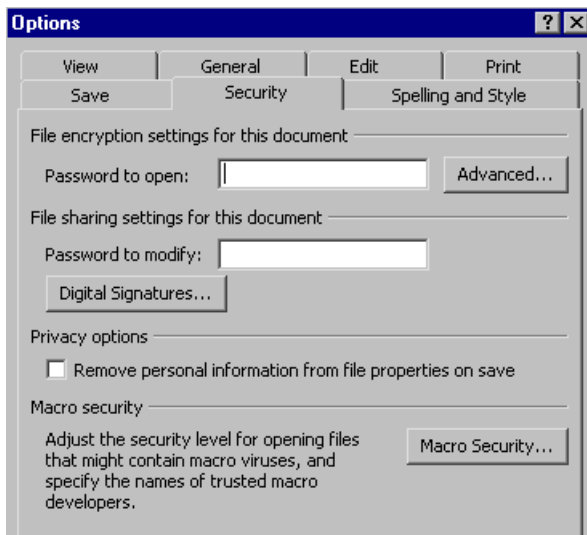 Options
View General Edit Print
Save Security Spelling and Style
File encryption settings for this document
Password to open: Advanced...
File sharing settings for this document
Password to modify:
Digital Signatures...
Privacy options
Remove personal information from file properties on save
Macro security
Adjust the security level for opening files Macro Security...
that might contain macro viruses, and
specify the names of trusted macro
developers.